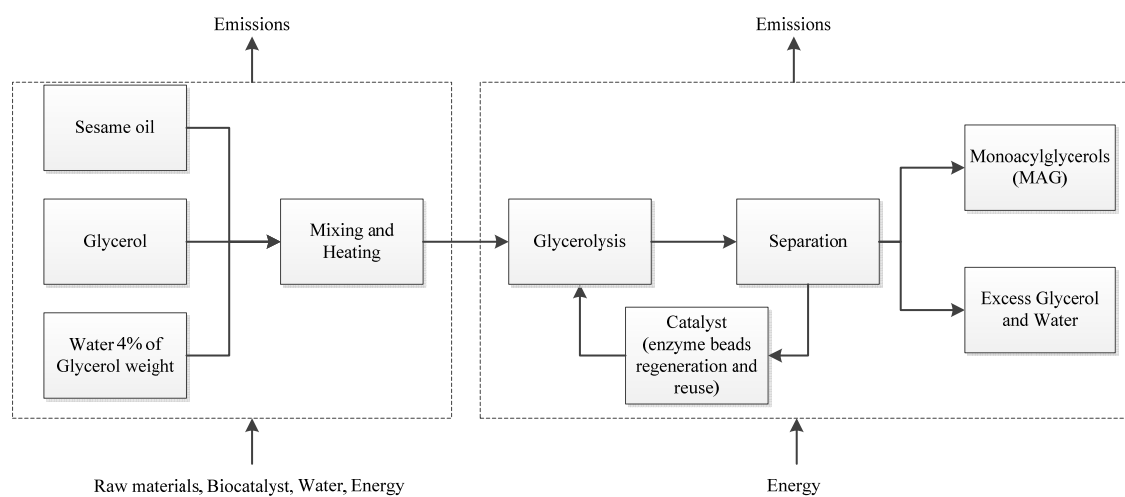 Emissions
Emissions
Sesame oil
Glycerol
Water 4% of
Glycerol weight
Mixing and
Heating
Glycerolysis
Separation
Catalyst
(enzyme beads
regeneration and
reuse)
Monoacylglycerols
(MAG)
Excess Glycerol
and Water
Raw materials, Biocatalyst, Water, Energy
Energy